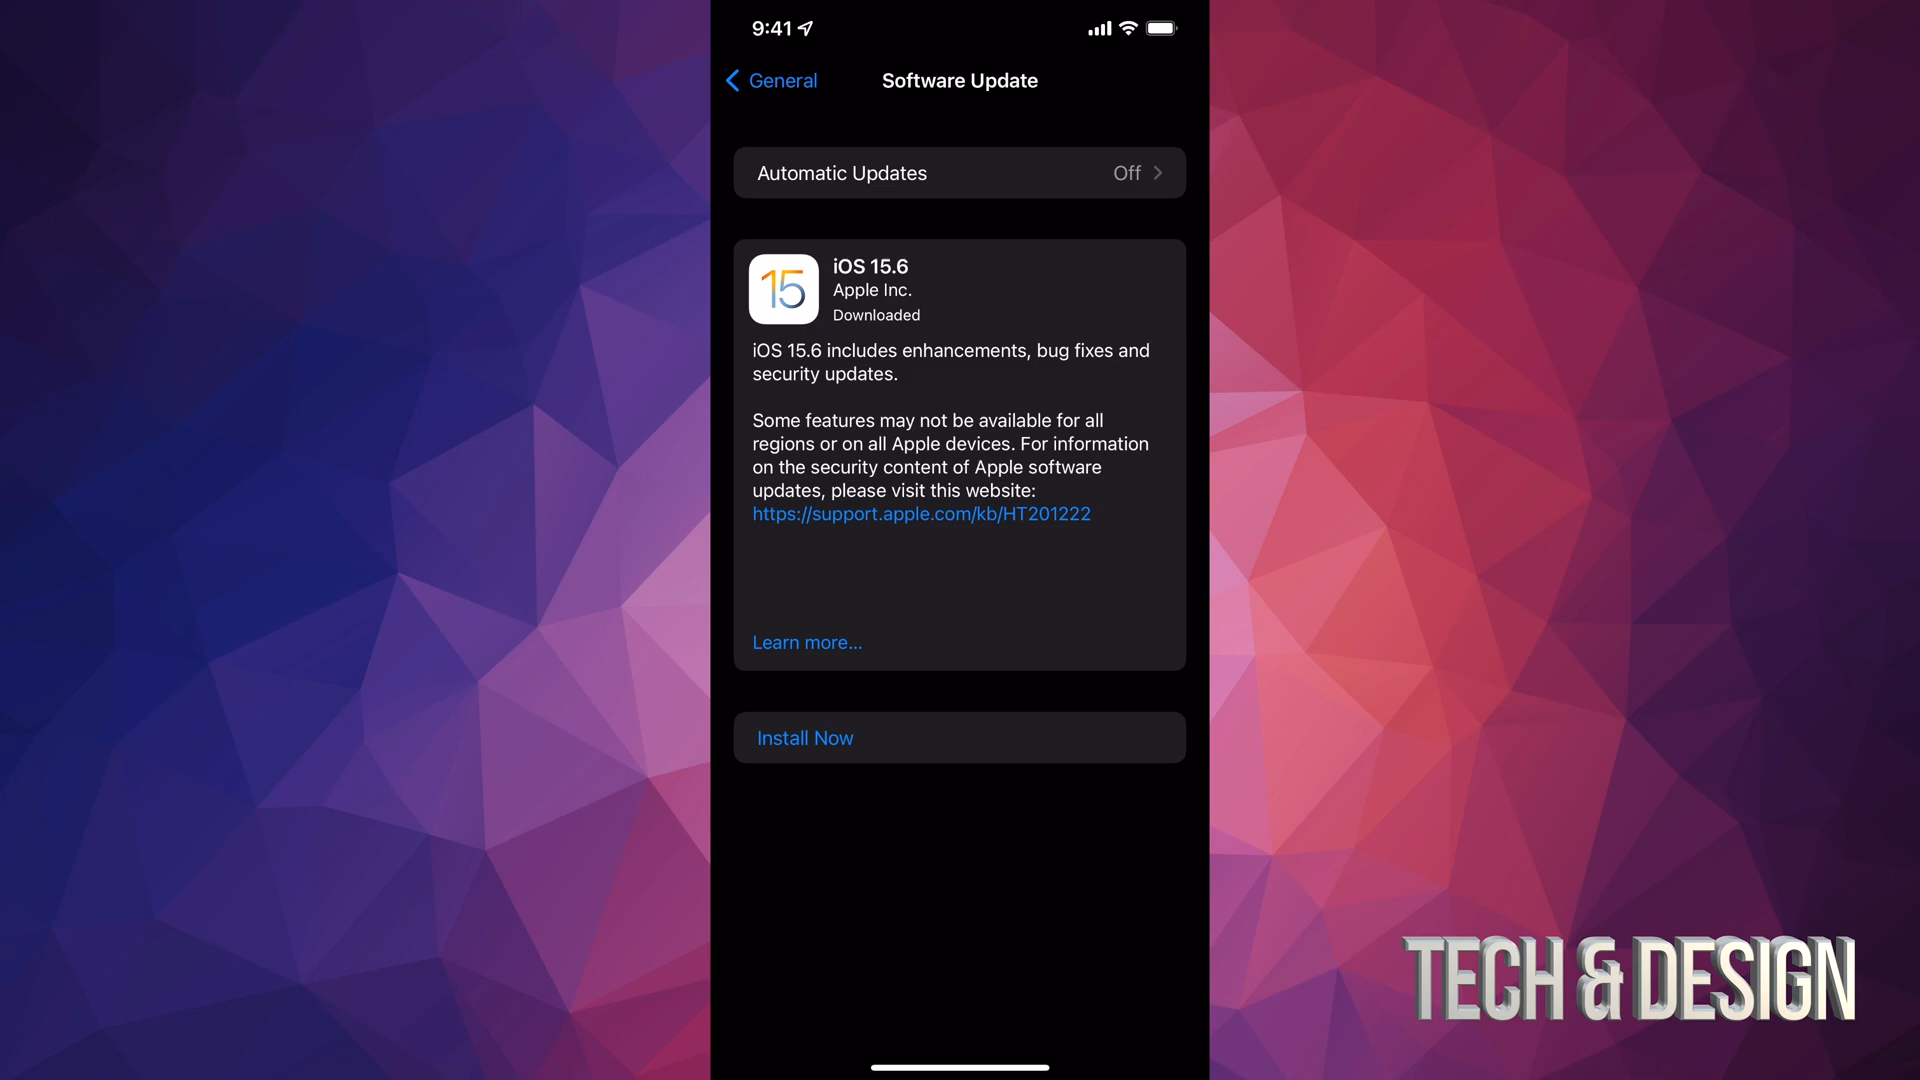 9:41
General
Software Update
Automatic Updates
Off
15
iOS 15.6
Apple Inc.
Downloaded
iOS 15.6 includes enhancements, bug fixes and
security updates.
Some features may not be available for all
regions or on all Apple devices. For information
on the security content of Apple software
updates, please visit this website:
https://support.apple.com/kb/HT201222
Learn more...
Install Now
TECH & DESIGN